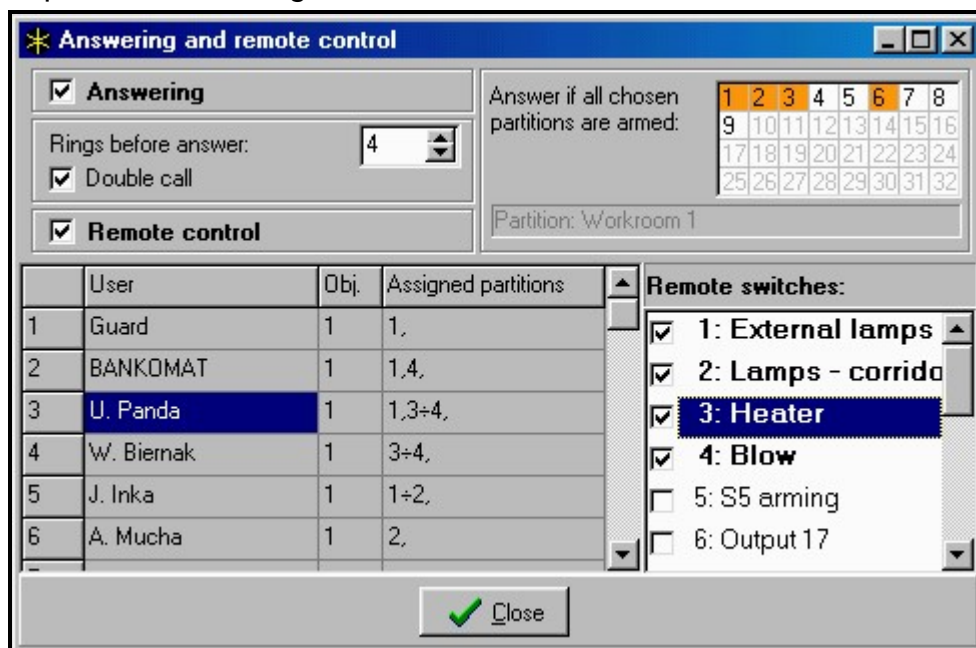 Answering and remote control
Answering
Rings before answer: 4
Double call
Remote control
Answer if all chosen
partitions are armed:
1 2 3 4 5 6 7 8
9 10 11 12 13 14 15 16
17 18 19 20 21 22 23 24
25 26 27 28 29 30 31 32
Partition: Workroom 1
User Obj. Assigned partitions
1 Guard 1 1,
2 BANKOMAT 1 1,4,
3 U. Panda 1 1,3÷4,
4 W. Biernak 1 3÷4,
5 J. Inka 1 1÷2,
6 A. Mucha 1 2,
Remote switches:
1: External lamps
2: Lamps - corrido
3: Heater
4: Blow
5: S5 arming
6: Output 17
Close